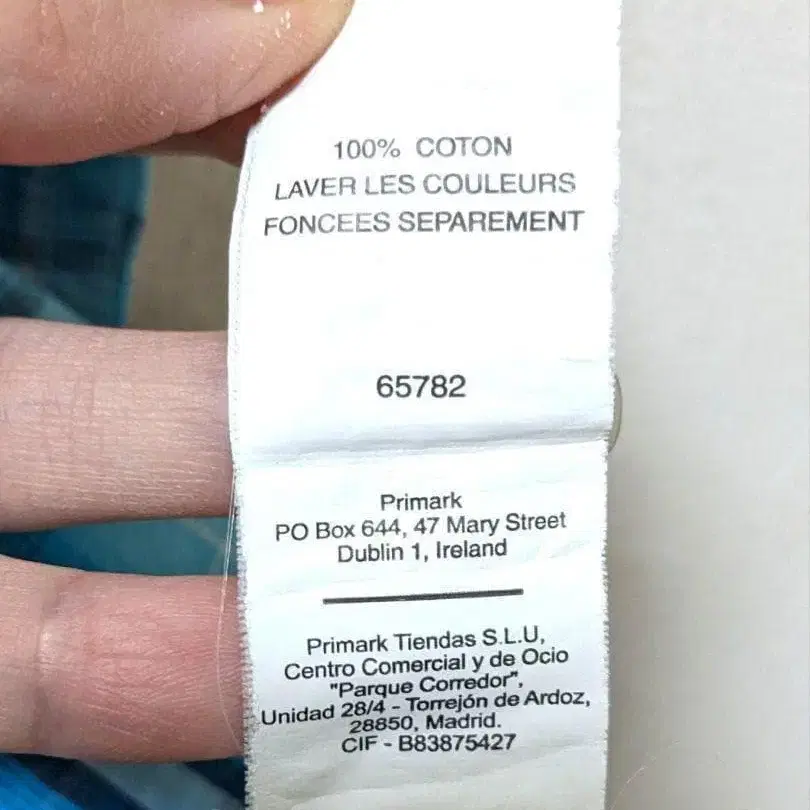 100% COTON
LAVER LES COULEURS
FONCEES SEPAREMENT
65782
Primark
PO Box 644, 47 Mary Street
Dublin 1, Ireland
Primark Tiendas S.L.U,
Centro Comercial y de Ocio
"Parque Corredor",
Unidad 28/4 - Torrejón de Ardoz,
28850, Madrid.
CIF - B83875427